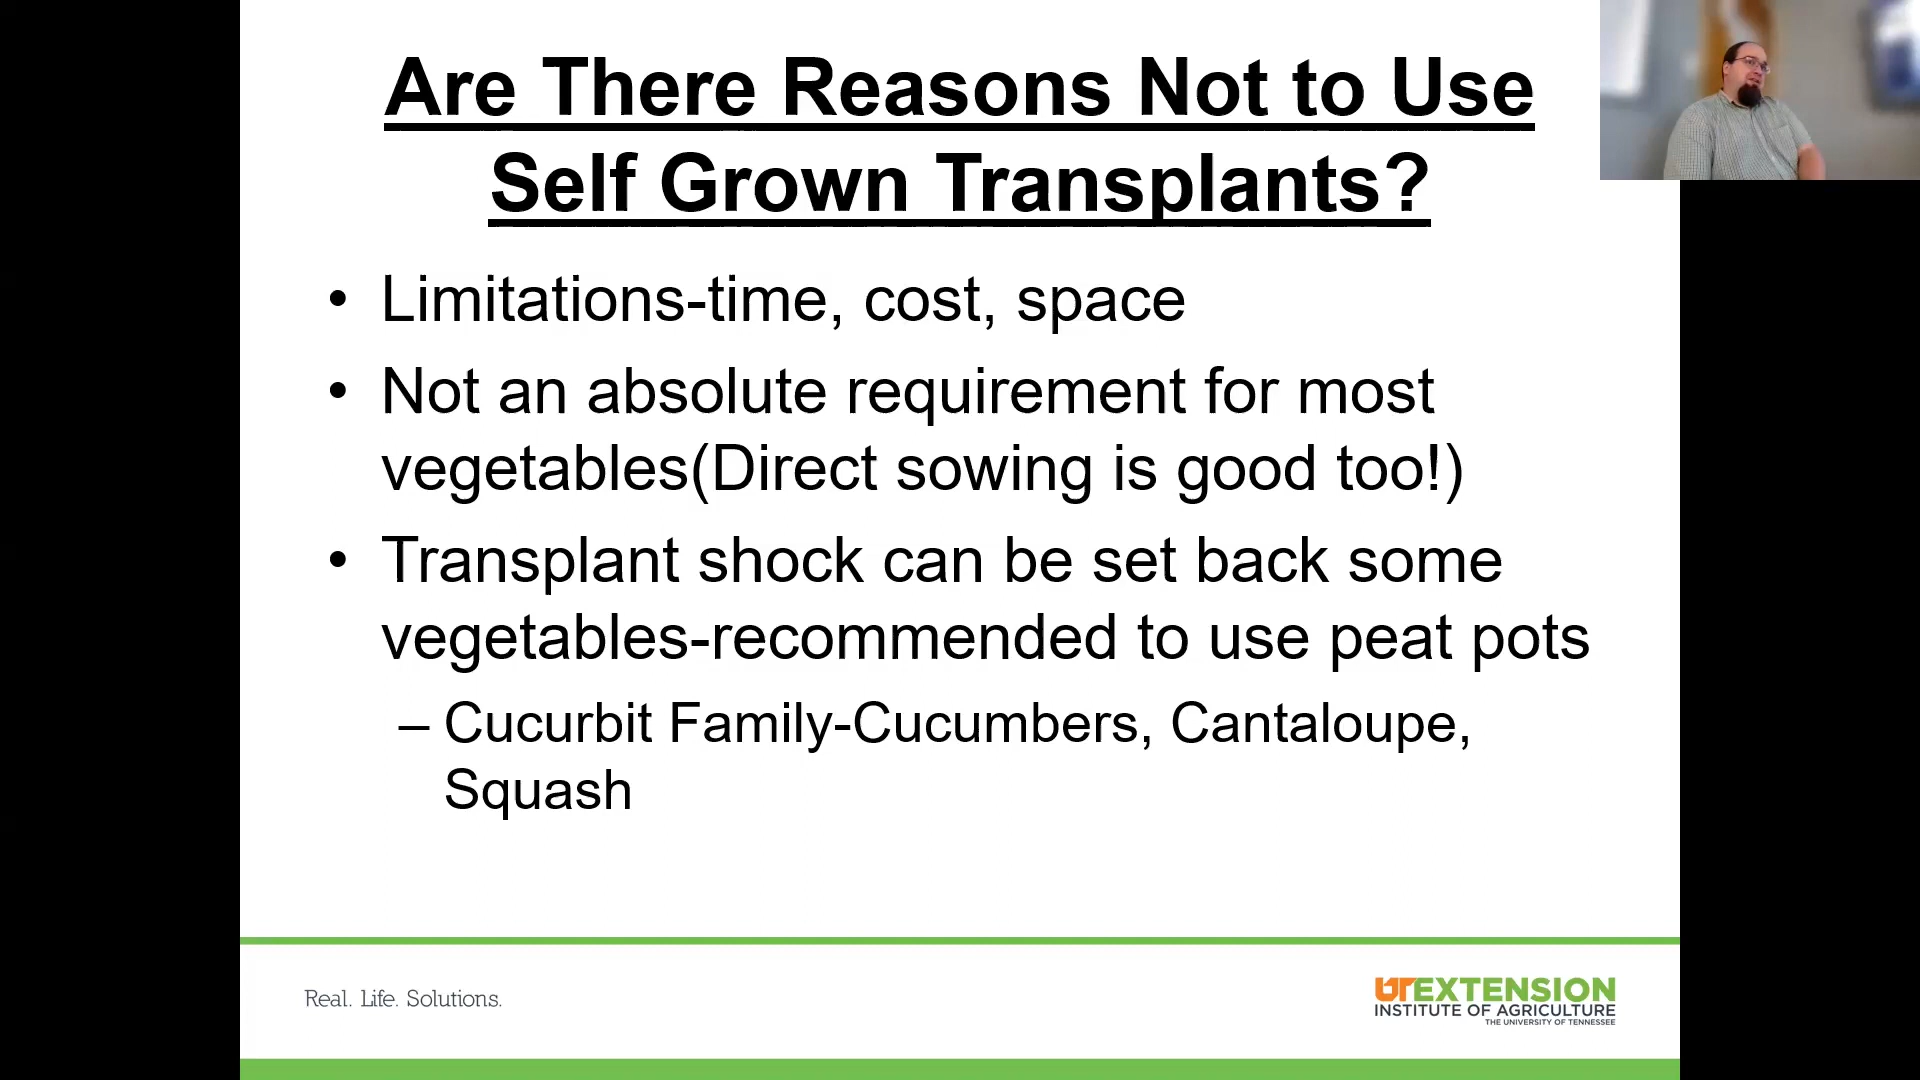 Are There Reasons Not to Use
Self Grown Transplants?
• Limitations-time, cost, space
• Not an absolute requirement for most
vegetables(Direct sowing is good too!)
• Transplant shock can be set back some
vegetables-recommended to use peat pots
– Cucurbit Family-Cucumbers, Cantaloupe,
Squash
Real. Life. Solutions.
UTEXTENSION
INSTITUTE OF AGRICULTURE
THE UNIVERSITY OF TENNESSEE